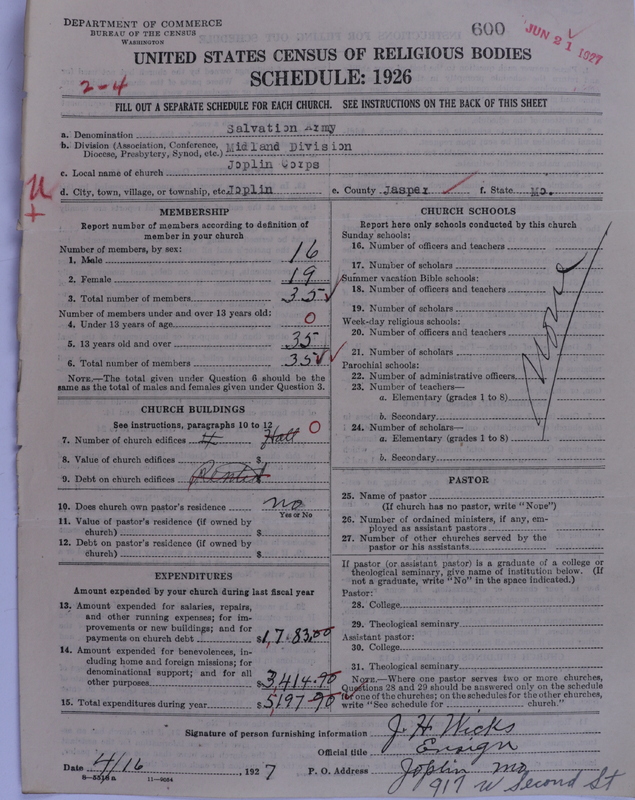 DEPARTMENT OF COMMERCE
BUREAU OF THE CENSUS
WASHINGTON
600
JUN 21 1927
UNITED STATES CENSUS OF RELIGIOUS BODIES
SCHEDULE: 1926
2-4
FILL OUT A SEPARATE SCHEDULE FOR EACH CHURCH. SEE INSTRUCTIONS ON THE BACK OF THIS SHEET
a. Denomination Salvation Army
b. Division (Association, Conference, Diocese, Presbytery, Synod, etc.) Midland Division
c. Local name of church Joplin Corps
d. City, town, village, or township, etc. Joplin e. County Jasper f. State Mo.
MEMBERSHIP
Report number of members according to definition of
member in your church
Number of members, by sex:
1. Male 16
2. Female 19
3. Total number of members 35
Number of members under and over 13 years old:
4. Under 13 years of age 0
5. 13 years old and over 35
6. Total number of members 35
NOTE.—The total given under Question 6 should be
same as the total of males and females given under Question 3.
CHURCH BUILDINGS
See instructions, paragraphs 10 to 12
7. Number of church edifices Hall 0
8. Value of church edifices $
9. Debt on church edifices Rented
10. Does church own pastor's residence no
Yes or No
11. Value of pastor's residence (if owned by
church) $
12. Debt on pastor's residence (if owned by
church) $
EXPENDITURES
Amount expended by your church during last fiscal year
13. Amount expended for salaries, repairs,
and other running expenses; for im-
provements or new buildings; and for
payments on church debt $1,783.00
14. Amount expended for benevolences, in-
cluding home and foreign missions; for
denominational support; and for all
other purposes $3,414.90
15. Total expenditures during year $5197-90
CHURCH SCHOOLS
Report here only schools conducted by this church
Sunday schools:
16. Number of officers and teachers
17. Number of scholars
Summer vacation Bible schools:
18. Number of officers and teachers
19. Number of scholars
Week-day religious schools:
20. Number of officers and teachers
21. Number of scholars
Parochial schools:
22. Number of administrative officers
23. Number of teachers—
a. Elementary (grades 1 to 8)
b. Secondary
24. Number of scholars—
a. Elementary (grades 1 to 8)
b. Secondary
None
PASTOR
25. Name of pastor
(If church has no pastor, write "None")
26. Number of ordained ministers, if any, em-
ployed as assistant pastors
27. Number of other churches served by the
pastor or his assistants
If pastor (or assistant pastor) is a graduate of a college or
theological seminary, give name of institution below. (If
not a graduate, write "No" in the space indicated.)
Pastor:
28. College
29. Theological seminary
Assistant pastor:
30. College
31. Theological seminary
NOTE.—Where one pastor serves two or more churches,
Questions 28 and 29 should be answered only on the schedule
for one of the churches; on the schedules for the other churches,
write "See schedule for church."
Signature of person furnishing information J. H. Wicks
Official title Ensign
Date 4/16, 1927 P. O. Address Joplin mo
917 W Second St
8-5518a 11-9084